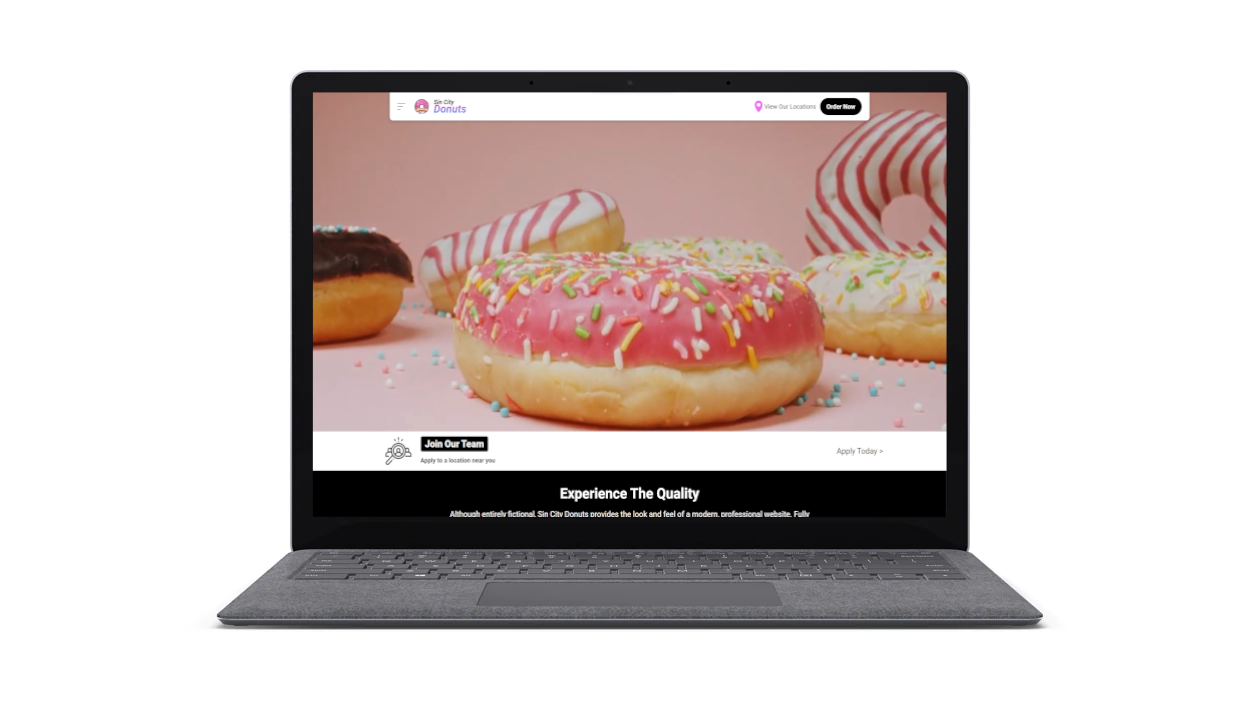 Sin City
Donuts
View Our Locations
Order Now
Join Our Team
Apply to a location near you
Apply Today >
Experience The Quality
Although entirely fictional, Sin City Donuts provides the look and feel of a modern, professional website. Fully